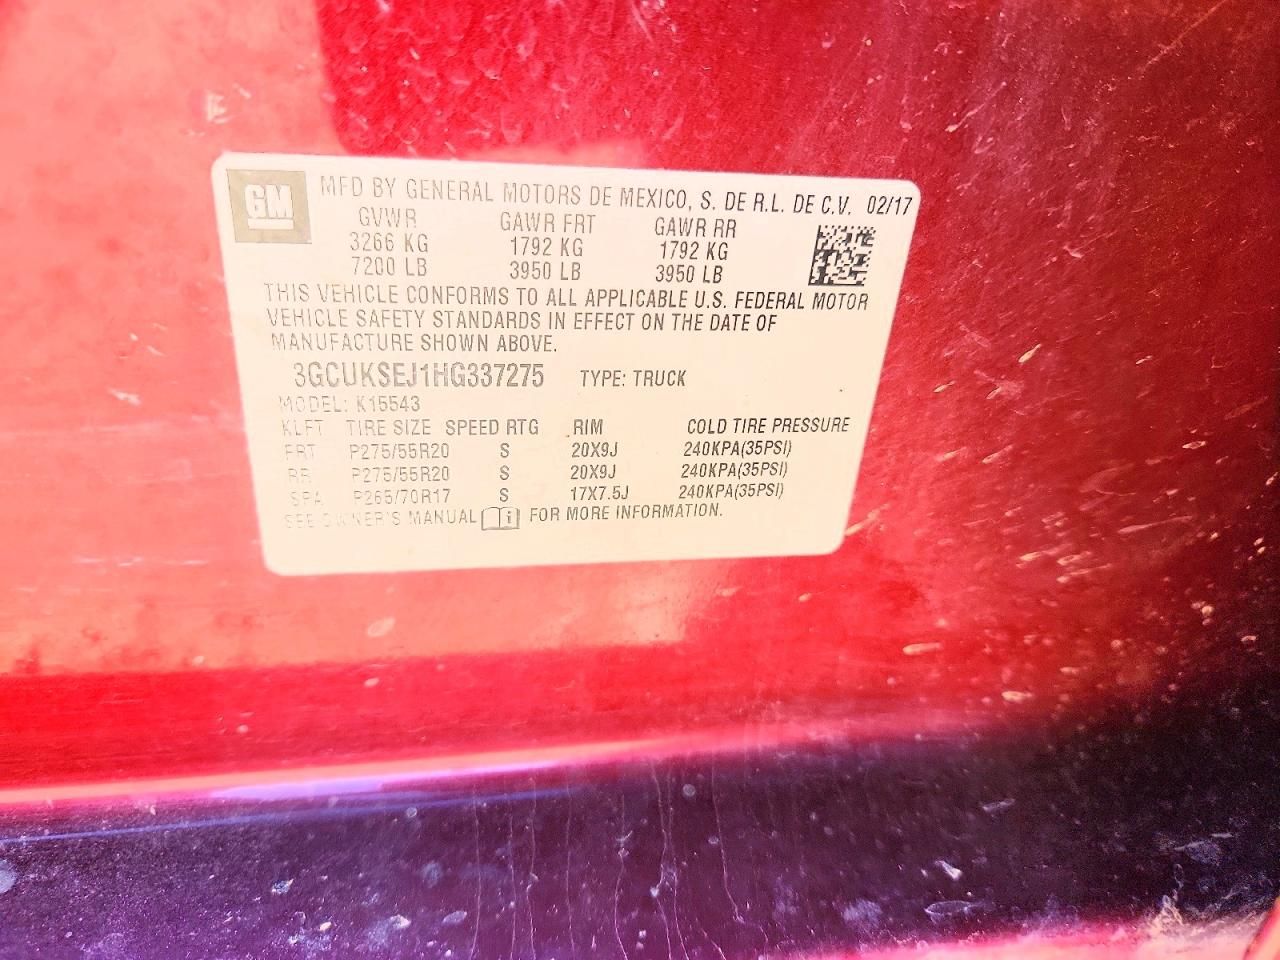 GM MFD BY GENERAL MOTORS DE MEXICO, S. DE R.L. DE C.V. 02/17
GVWR GAWR FRT GAWR RR
3266 KG 1792 KG 1792 KG
7200 LB 3950 LB 3950 LB
THIS VEHICLE CONFORMS TO ALL APPLICABLE U.S. FEDERAL MOTOR
VEHICLE SAFETY STANDARDS IN EFFECT ON THE DATE OF
MANUFACTURE SHOWN ABOVE.
3GCUKSEJ1HG337275 TYPE: TRUCK
MODEL: K15543
KLFT TIRE SIZE SPEED RTG RIM COLD TIRE PRESSURE
FRT P275/55R20 S 20X9J 240KPA(35PSI)
RR P275/55R20 S 20X9J 240KPA(35PSI)
SPA P265/70R17 S 17X7.5J 240KPA(35PSI)
SEE OWNER'S MANUAL i FOR MORE INFORMATION.